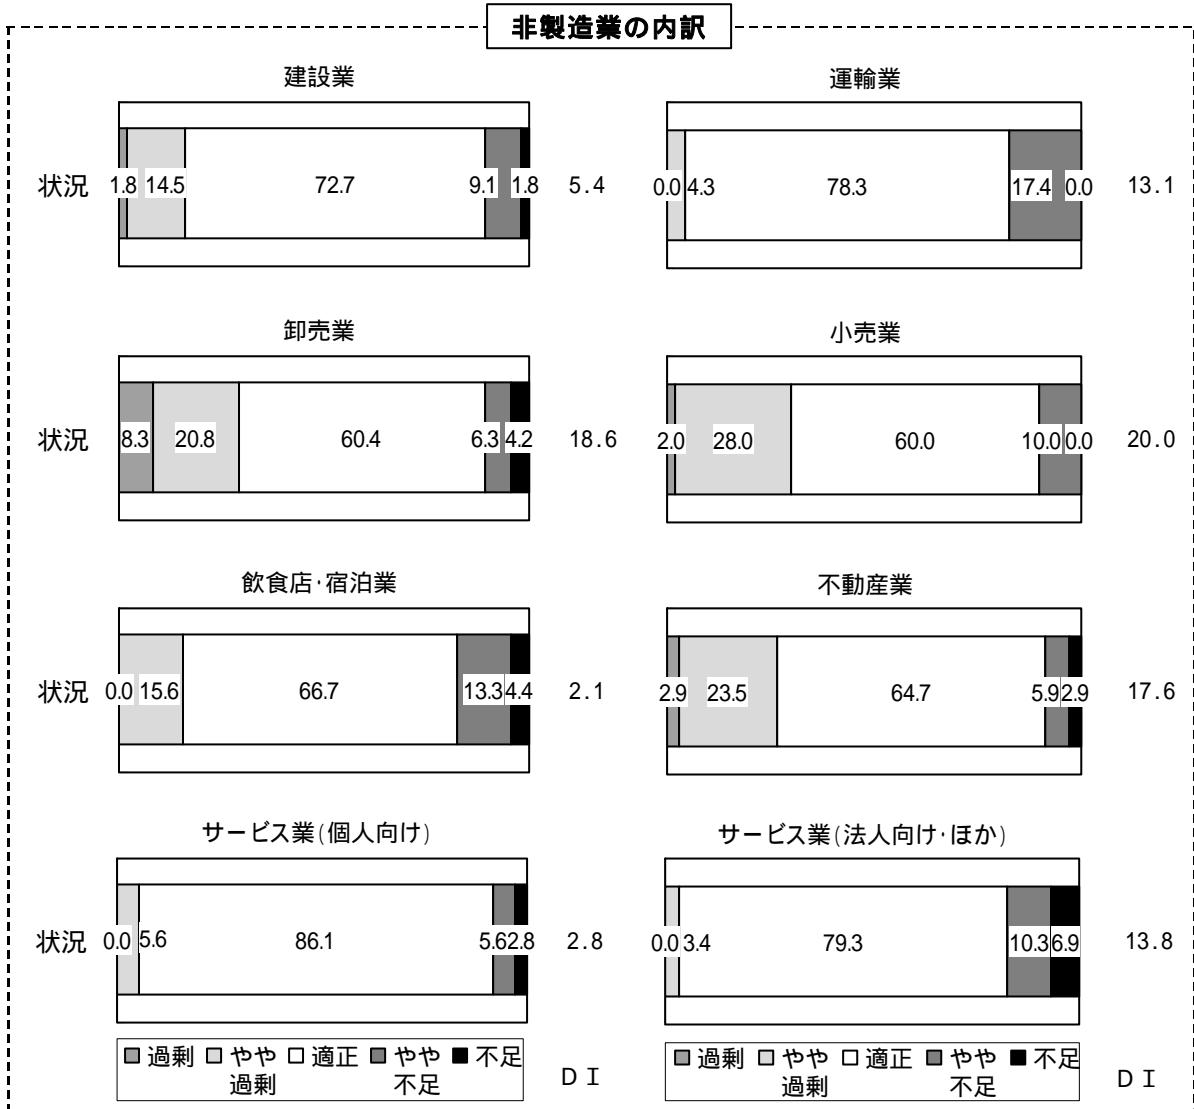 非製造業の内訳
建設業
状況 1.8 14.5 72.7 9.1 1.8 5.4
運輸業
0.0 4.3 78.3 17.4 0.0 13.1
卸売業
状況 8.3 20.8 60.4 6.3 4.2 18.6
小売業
2.0 28.0 60.0 10.0 0.0 20.0
飲食店・宿泊業
状況 0.0 15.6 66.7 13.3 4.4 2.1
不動産業
2.9 23.5 64.7 5.9 2.9 17.6
サービス業(個人向け)
状況 0.0 5.6 86.1 5.6 2.8 2.8
サービス業(法人向け・ほか)
0.0 3.4 79.3 10.3 6.9 13.8
過剰 やや過剰 適正 やや不足 不足 ＤＩ
過剰 やや過剰 適正 やや不足 不足 ＤＩ